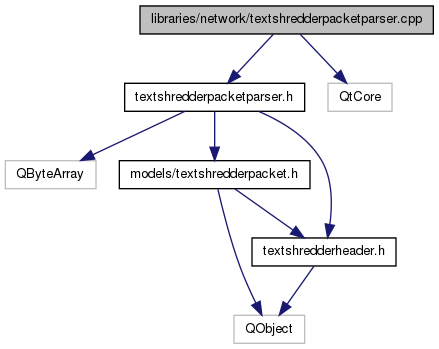 libraries/network/textshredderpacketparser.cpp
textshredderpacketparser.h
QtCore
QByteArray
models/textshredderpacket.h
textshredderheader.h
QObject